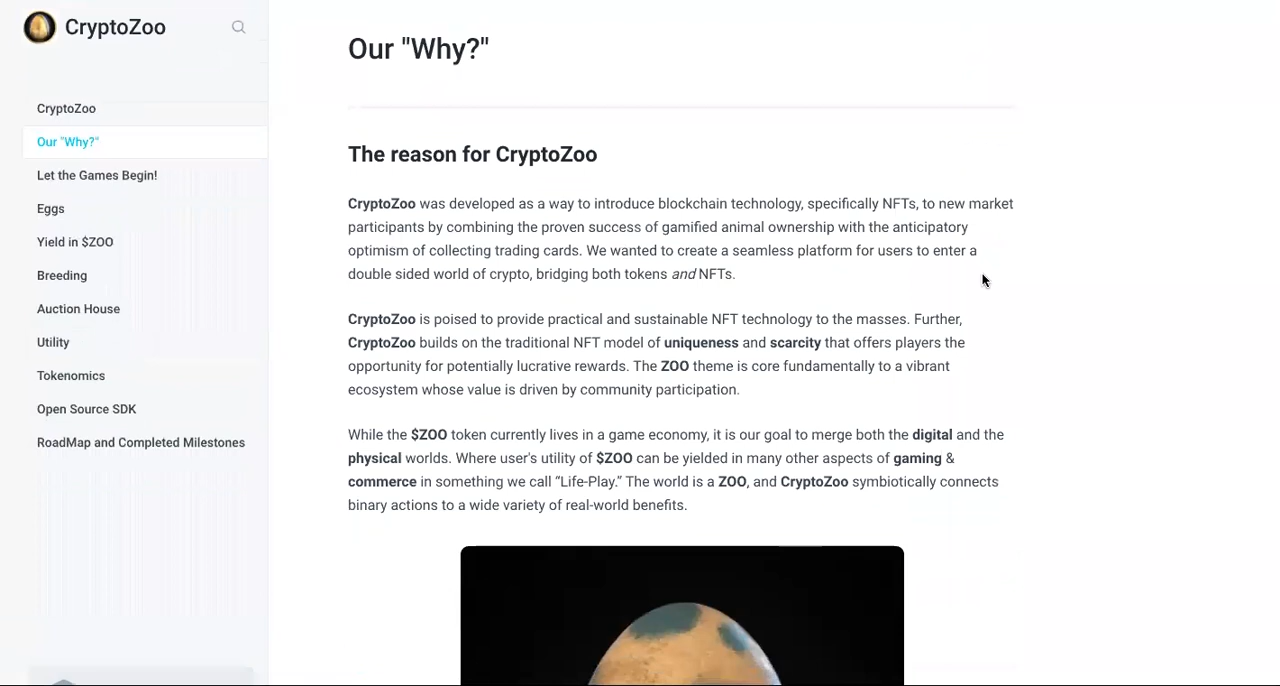 CryptoZoo
CryptoZoo
Our "Why?"
Let the Games Begin!
Eggs
Yield in $ZOO
Breeding
Auction House
Utility
Tokenomics
Open Source SDK
RoadMap and Completed Milestones
Our "Why?"
The reason for CryptoZoo
CryptoZoo was developed as a way to introduce blockchain technology, specifically NFTs, to new market
participants by combining the proven success of gamified animal ownership with the anticipatory
optimism of collecting trading cards. We wanted to create a seamless platform for users to enter a
double sided world of crypto, bridging both tokens and NFTs.
CryptoZoo is poised to provide practical and sustainable NFT technology to the masses. Further,
CryptoZoo builds on the traditional NFT model of uniqueness and scarcity that offers players the
opportunity for potentially lucrative rewards. The ZOO theme is core fundamentally to a vibrant
ecosystem whose value is driven by community participation.
While the $ZOO token currently lives in a game economy, it is our goal to merge both the digital and the
physical worlds. Where user's utility of $ZOO can be yielded in many other aspects of gaming &
commerce in something we call “Life-Play.” The world is a ZOO, and CryptoZoo symbiotically connects
binary actions to a wide variety of real-world benefits.